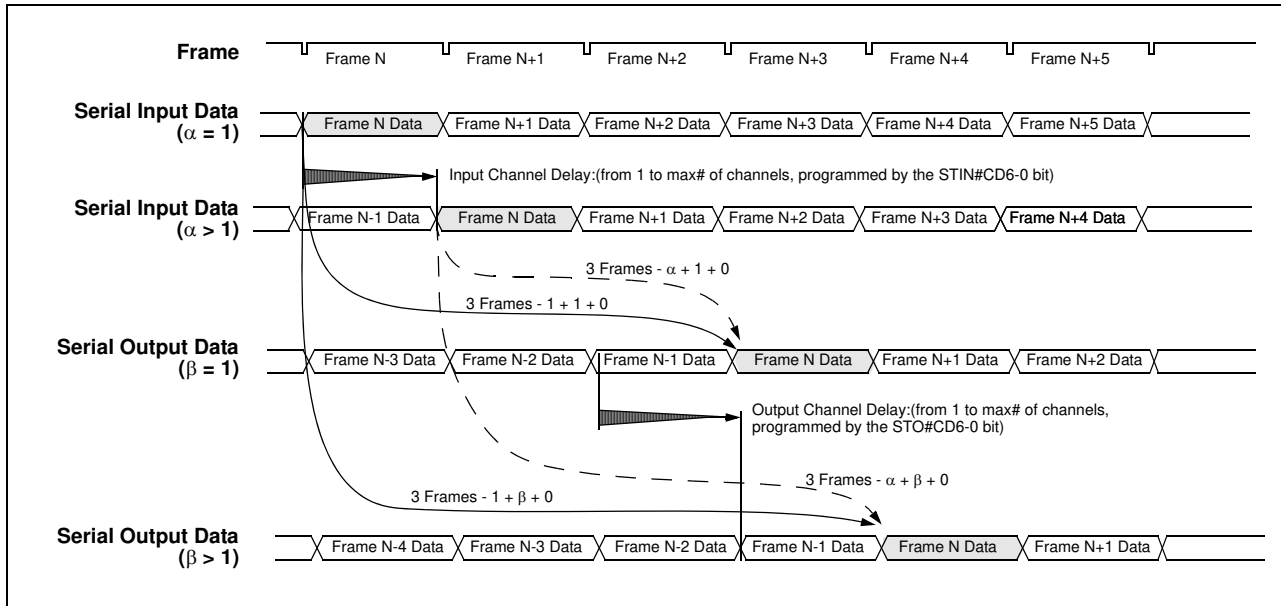 Frame
Frame N
Frame N+1
Frame N+2
Frame N+3
Frame N+4
Frame N+5
Serial Input Data
(α = 1)
Frame N Data
Frame N+1 Data
Frame N+2 Data
Frame N+3 Data
Frame N+4 Data
Frame N+5 Data
Input Channel Delay:(from 1 to max# of channels, programmed by the STIN#CD6-0 bit)
Serial Input Data
(α > 1)
Frame N-1 Data
Frame N Data
Frame N+1 Data
Frame N+2 Data
Frame N+3 Data
Frame N+4 Data
3 Frames - α + 1 + 0
3 Frames - 1 + 1 + 0
Serial Output Data
(β = 1)
Frame N-3 Data
Frame N-2 Data
Frame N-1 Data
Frame N Data
Frame N+1 Data
Frame N+2 Data
Output Channel Delay:(from 1 to max# of channels,
programmed by the STO#CD6-0 bit)
3 Frames - α + β + 0
3 Frames - 1 + β + 0
Serial Output Data
(β > 1)
Frame N-4 Data
Frame N-3 Data
Frame N-2 Data
Frame N-1 Data
Frame N Data
Frame N+1 Data